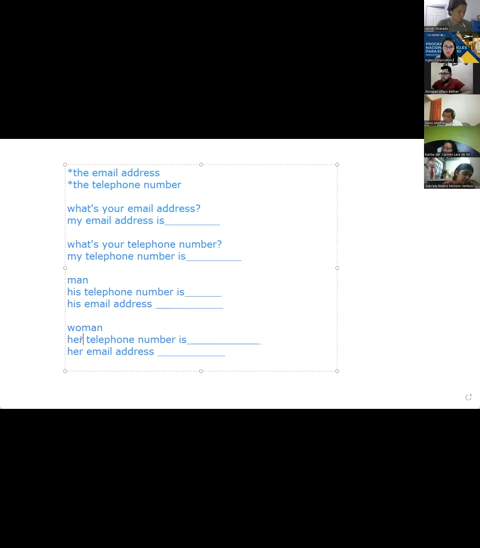 *the email address
*the telephone number
what's your email address?
my email address is__________
what's your telephone number?
my telephone number is__________
man
his telephone number is_______
his email address _____________
woman
her telephone number is_____________
her email address _____________